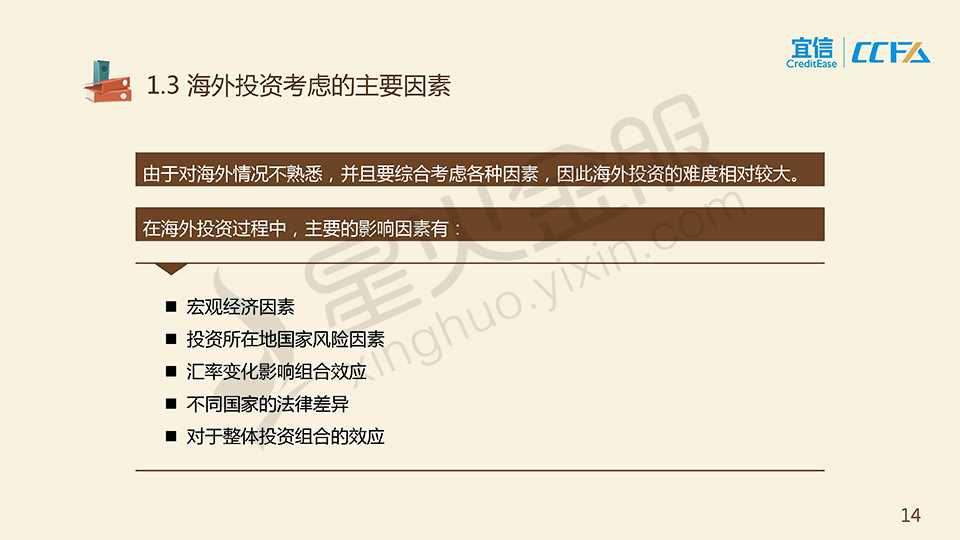 宜信
CreditEase
CCFA
1.3 海外投资考虑的主要因素
由于对海外情况不熟悉，并且要综合考虑各种因素，因此海外投资的难度相对较大。
在海外投资过程中，主要的影响因素有：
■ 宏观经济因素
■ 投资所在地国家风险因素
■ 汇率变化影响组合效应
■ 不同国家的法律差异
■ 对于整体投资组合的效应
星火金服
xinghuo.yixin.com
14